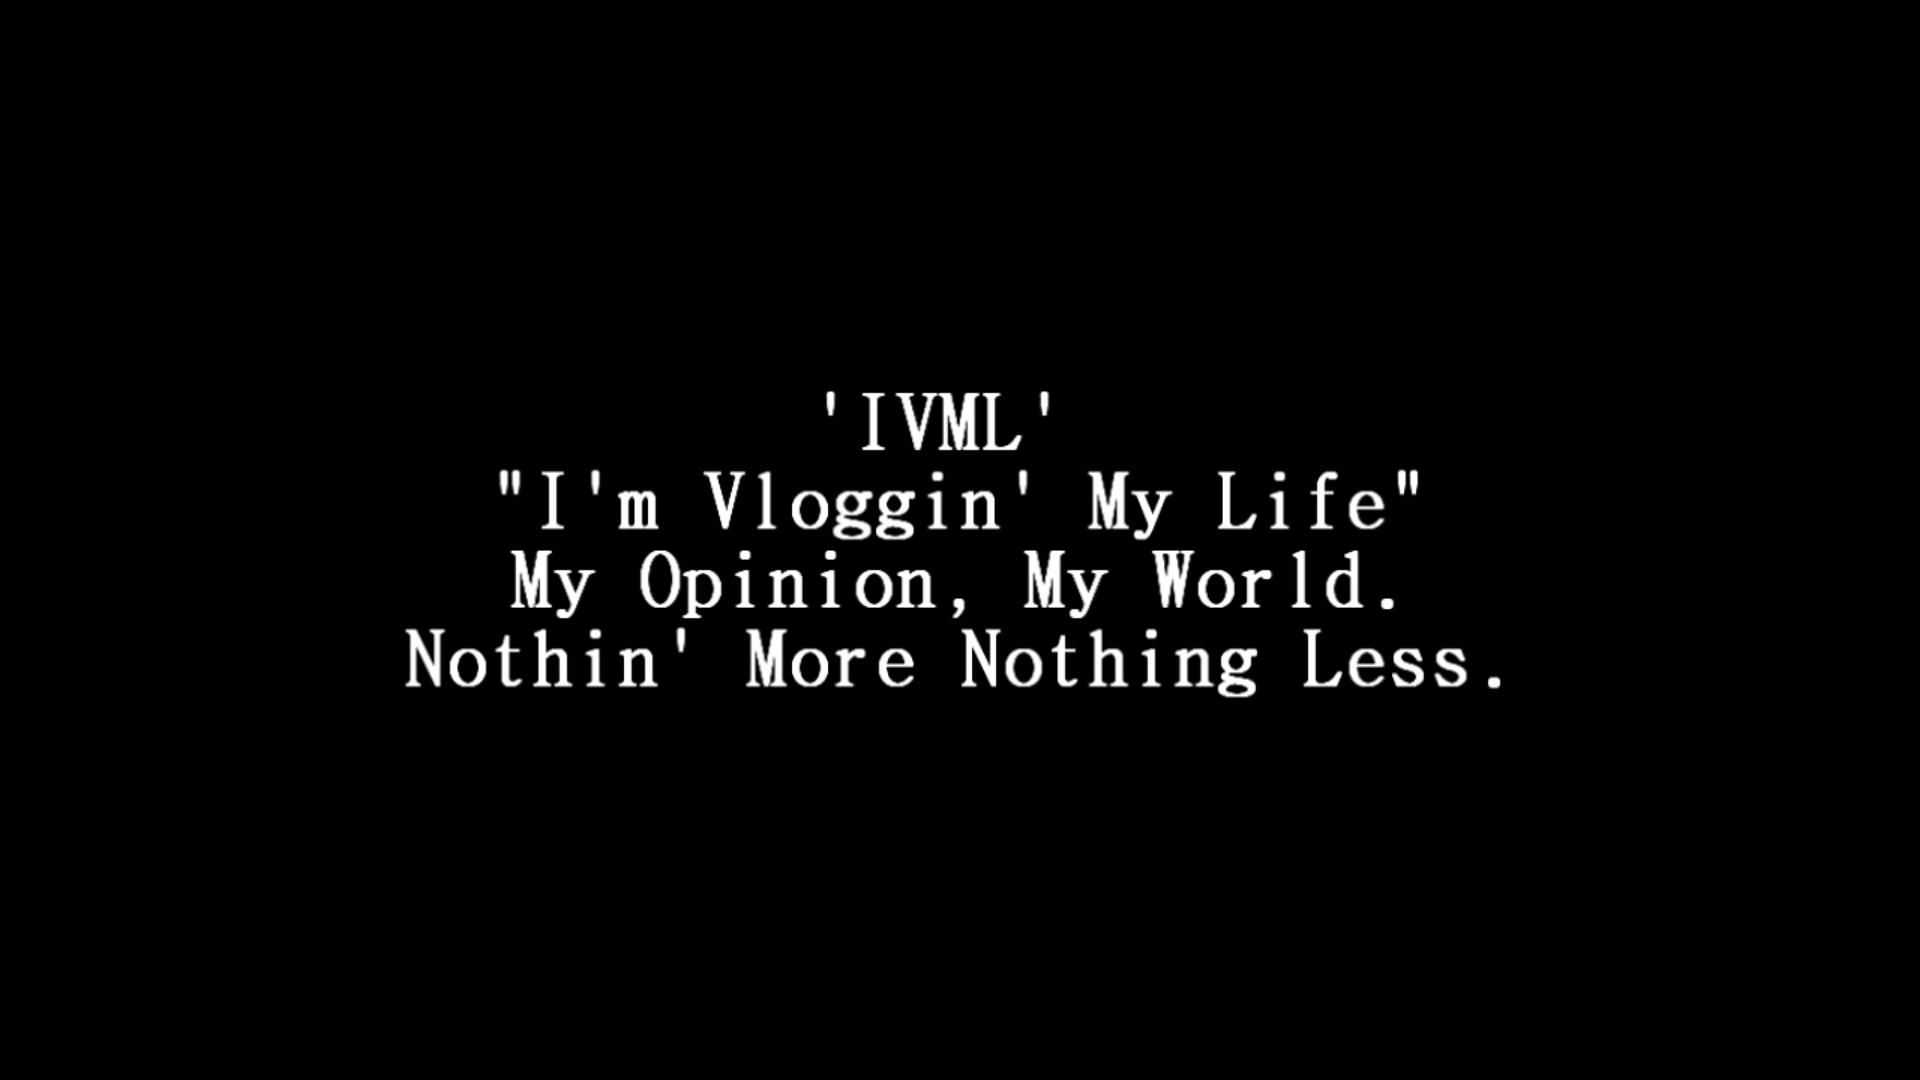 'IVML'
"I'm Vloggin' My Life"
My Opinion, My World.
Nothin' More Nothing Less.